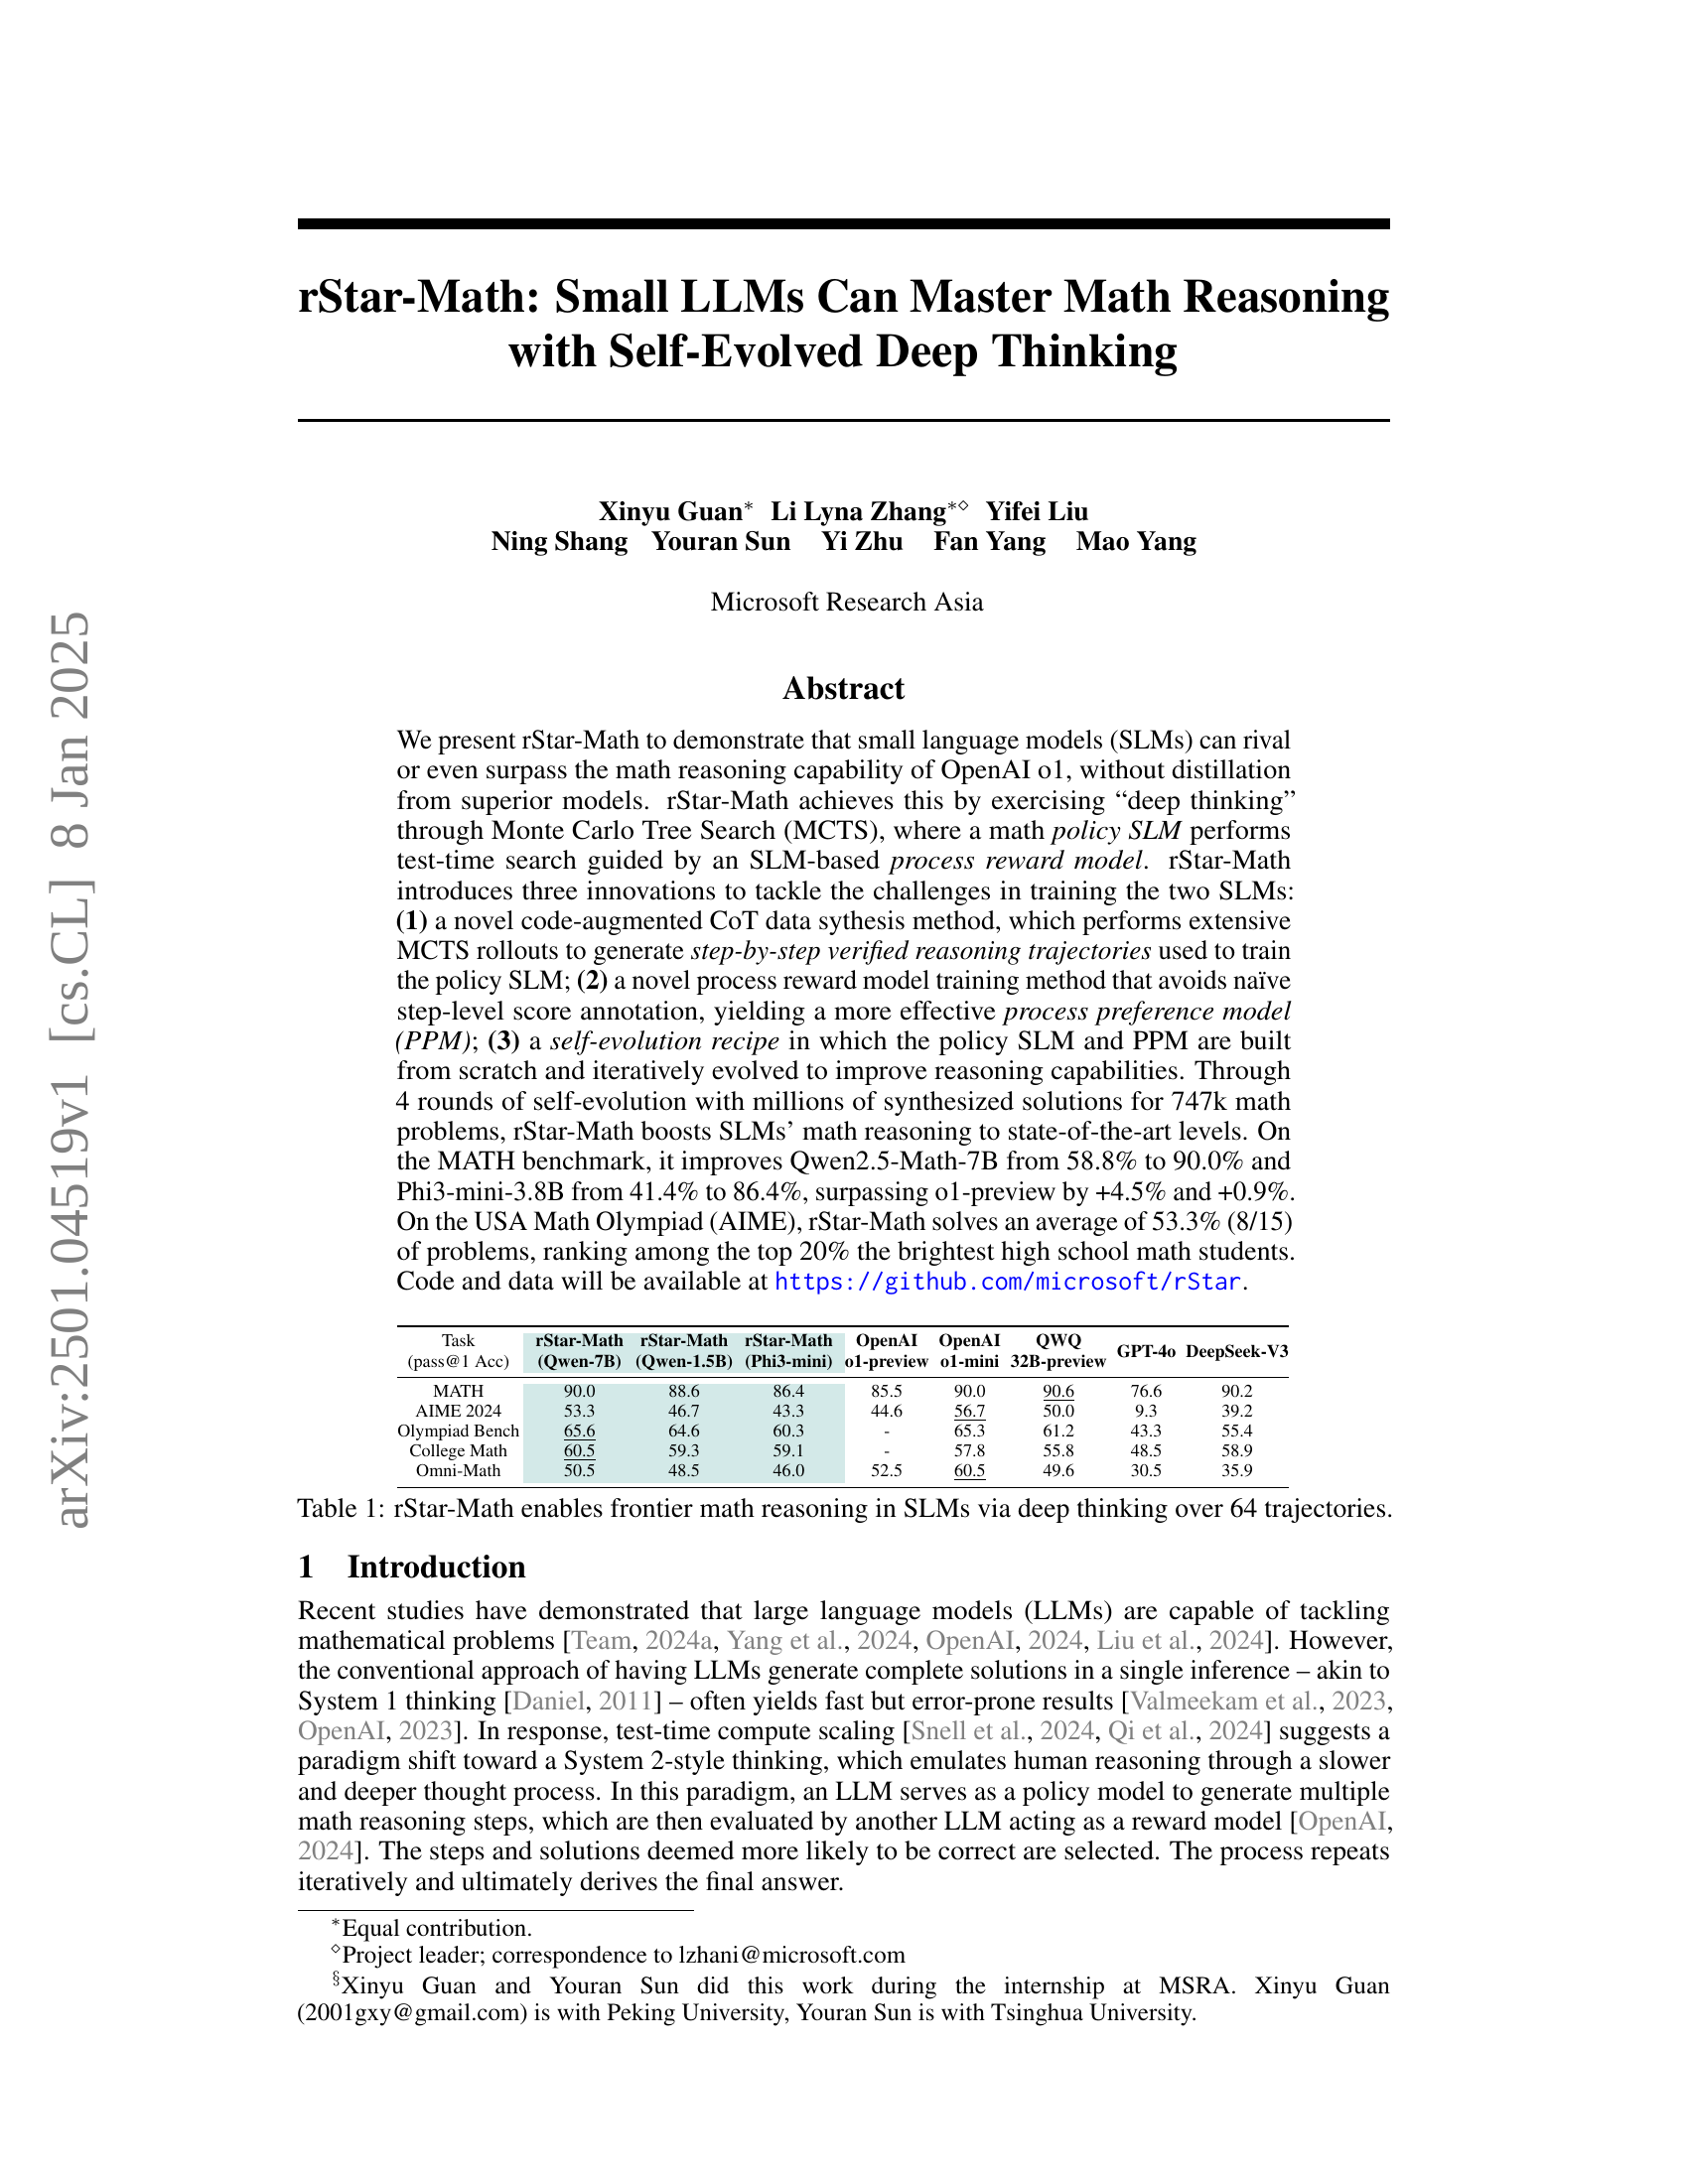 arXiv:2501.04519v1 [cs.CL] 8 Jan 2025
rStar-Math: Small LLMs Can Master Math Reasoning
with Self-Evolved Deep Thinking
Xinyu Guan* Li Lyna Zhang*◇ Yifei Liu
Ning Shang Youran Sun Yi Zhu Fan Yang Mao Yang
Microsoft Research Asia
Abstract
We present rStar-Math to demonstrate that small language models (SLMs) can rival
or even surpass the math reasoning capability of OpenAI o1, without distillation
from superior models. rStar-Math achieves this by exercising “deep thinking”
through Monte Carlo Tree Search (MCTS), where a math policy SLM performs
test-time search guided by an SLM-based process reward model. rStar-Math
introduces three innovations to tackle the challenges in training the two SLMs:
(1) a novel code-augmented CoT data sythesis method, which performs extensive
MCTS rollouts to generate step-by-step verified reasoning trajectories used to train
the policy SLM; (2) a novel process reward model training method that avoids naïve
step-level score annotation, yielding a more effective process preference model
(PPM); (3) a self-evolution recipe in which the policy SLM and PPM are built
from scratch and iteratively evolved to improve reasoning capabilities. Through
4 rounds of self-evolution with millions of synthesized solutions for 747k math
problems, rStar-Math boosts SLMs’ math reasoning to state-of-the-art levels. On
the MATH benchmark, it improves Qwen2.5-Math-7B from 58.8% to 90.0% and
Phi3-mini-3.8B from 41.4% to 86.4%, surpassing o1-preview by +4.5% and +0.9%.
On the USA Math Olympiad (AIME), rStar-Math solves an average of 53.3% (8/15)
of problems, ranking among the top 20% the brightest high school math students.
Code and data will be available at https://github.com/microsoft/rStar.
Task rStar-Math rStar-Math rStar-Math OpenAI OpenAI QWQ GPT-4o DeepSeek-V3
(pass@1 Acc) (Qwen-7B) (Qwen-1.5B) (Phi3-mini) o1-preview o1-mini 32B-preview
MATH 90.0 88.6 86.4 85.5 90.0 90.6 76.6 90.2
AIME 2024 53.3 46.7 43.3 44.6 56.7 50.0 9.3 39.2
Olympiad Bench 65.6 64.6 60.3 - 65.3 61.2 43.3 55.4
College Math 60.5 59.3 59.1 - 57.8 55.8 48.5 58.9
Omni-Math 50.5 48.5 46.0 52.5 60.5 49.6 30.5 35.9
Table 1: rStar-Math enables frontier math reasoning in SLMs via deep thinking over 64 trajectories.
1 Introduction
Recent studies have demonstrated that large language models (LLMs) are capable of tackling
mathematical problems [Team, 2024a, Yang et al., 2024, OpenAI, 2024, Liu et al., 2024]. However,
the conventional approach of having LLMs generate complete solutions in a single inference – akin to
System 1 thinking [Daniel, 2011] – often yields fast but error-prone results [Valmeekam et al., 2023,
OpenAI, 2023]. In response, test-time compute scaling [Snell et al., 2024, Qi et al., 2024] suggests a
paradigm shift toward a System 2-style thinking, which emulates human reasoning through a slower
and deeper thought process. In this paradigm, an LLM serves as a policy model to generate multiple
math reasoning steps, which are then evaluated by another LLM acting as a reward model [OpenAI,
2024]. The steps and solutions deemed more likely to be correct are selected. The process repeats
iteratively and ultimately derives the final answer.
*Equal contribution.
◇Project leader; correspondence to lzhani@microsoft.com
§Xinyu Guan and Youran Sun did this work during the internship at MSRA. Xinyu Guan
(2001gxy@gmail.com) is with Peking University, Youran Sun is with Tsinghua University.